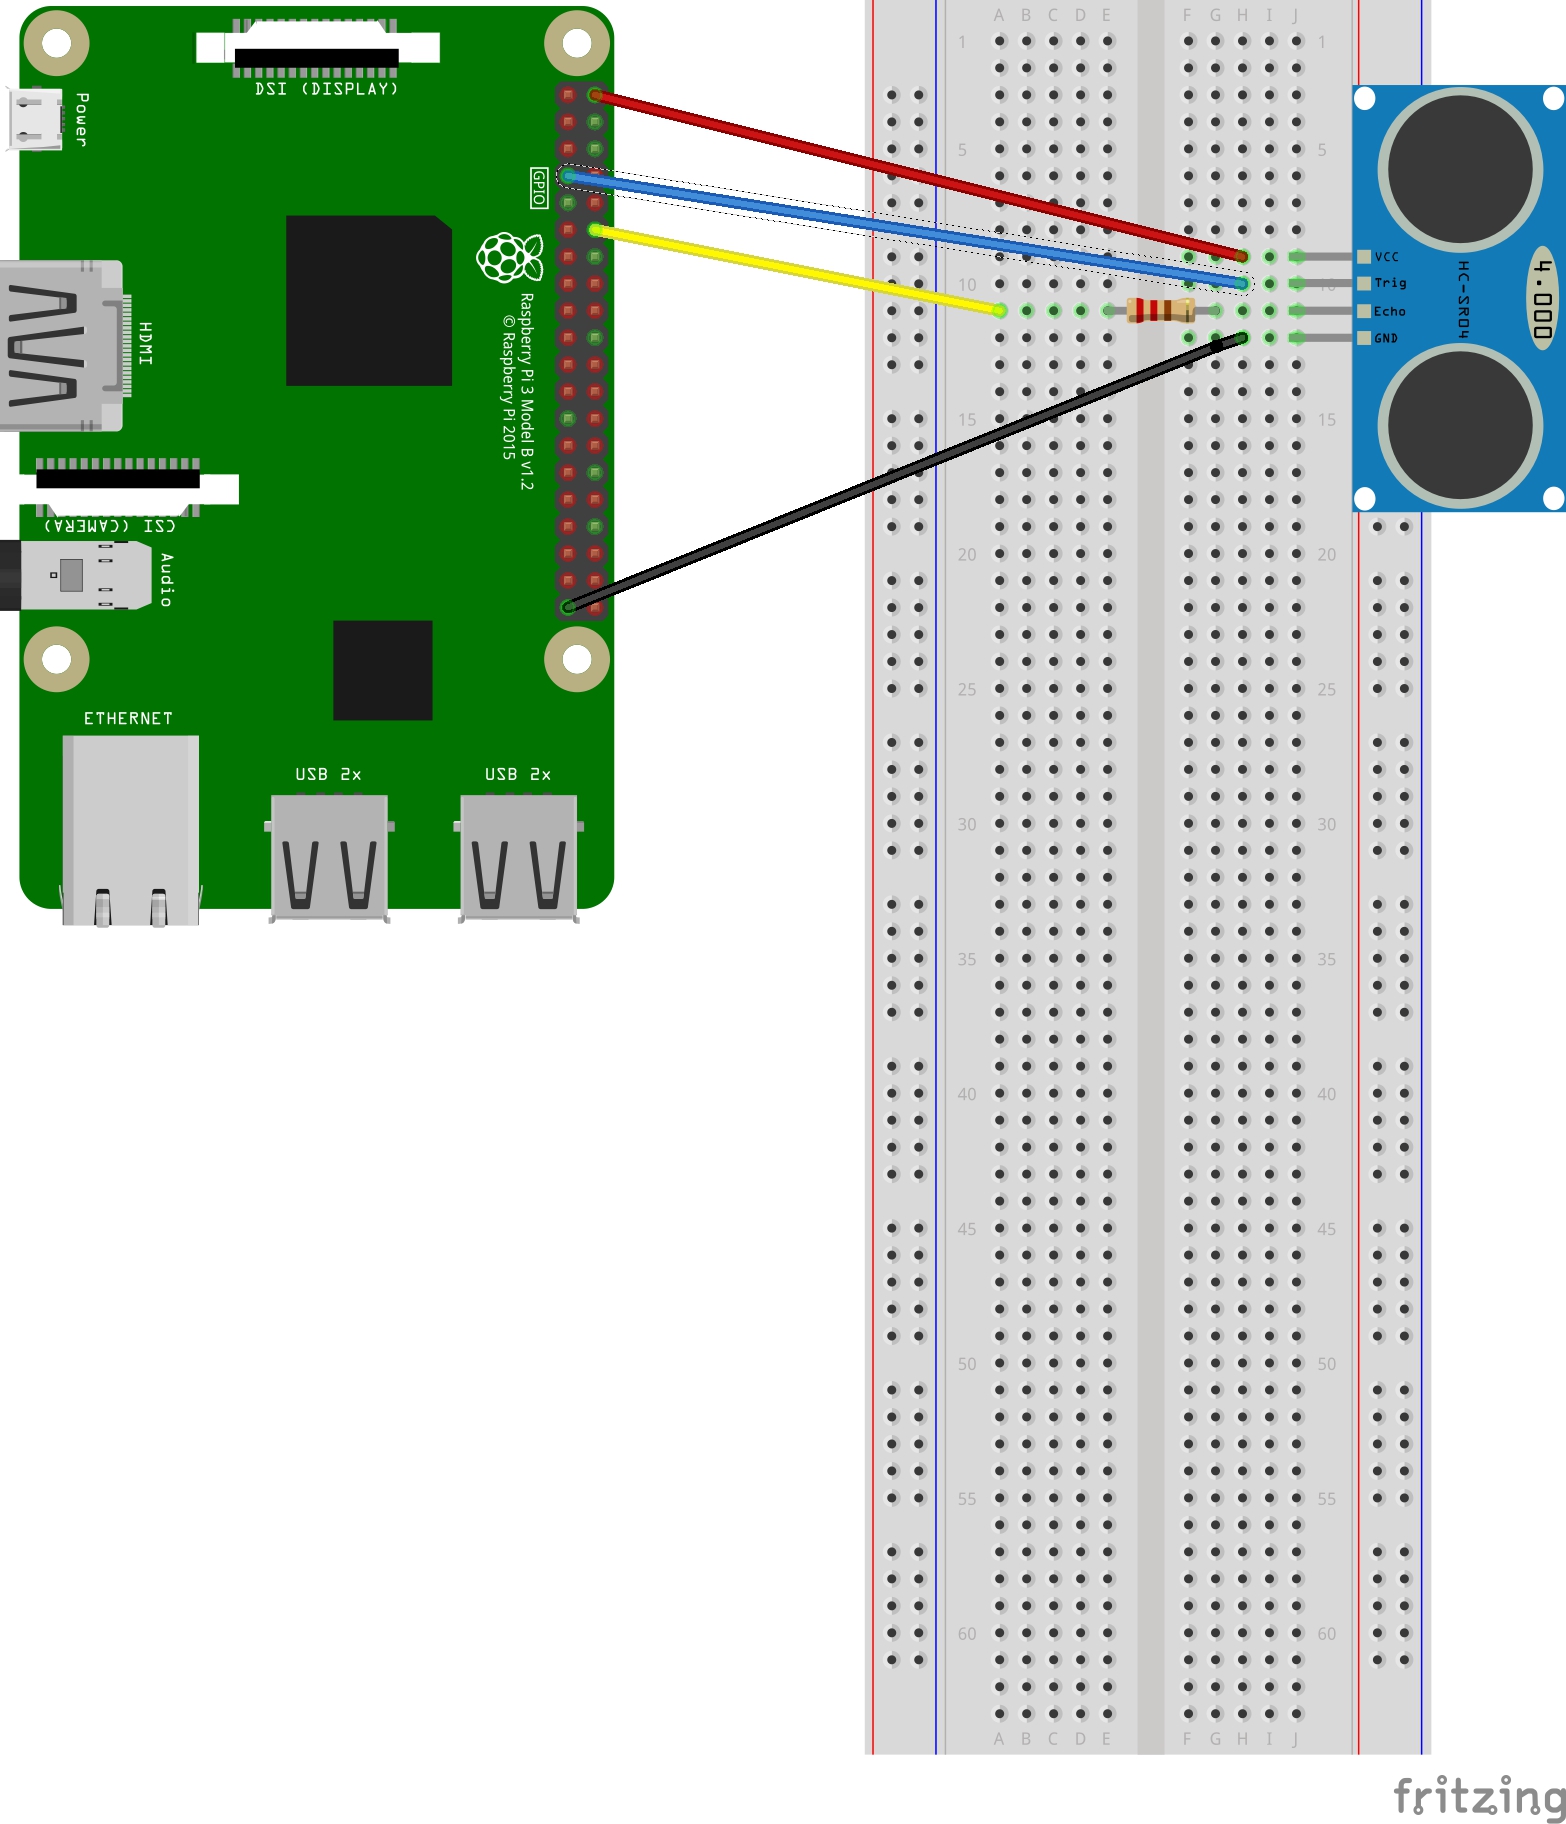 DSI (DISPLAY)
Power
GPIO
HDMI
Raspberry Pi 3 Model B v1.2
© Raspberry Pi 2015
CSI (CAMERA)
Audio
ETHERNET
USB 2x
USB 2x
A B C D E F G H I J
1 1
5 5
10 10
15 15
20 20
25 25
30 30
35 35
40 40
45 45
50 50
55 55
60 60
A B C D E F G H I J
VCC
Trig
Echo
GND
HC-SR04
4.000
fritzing